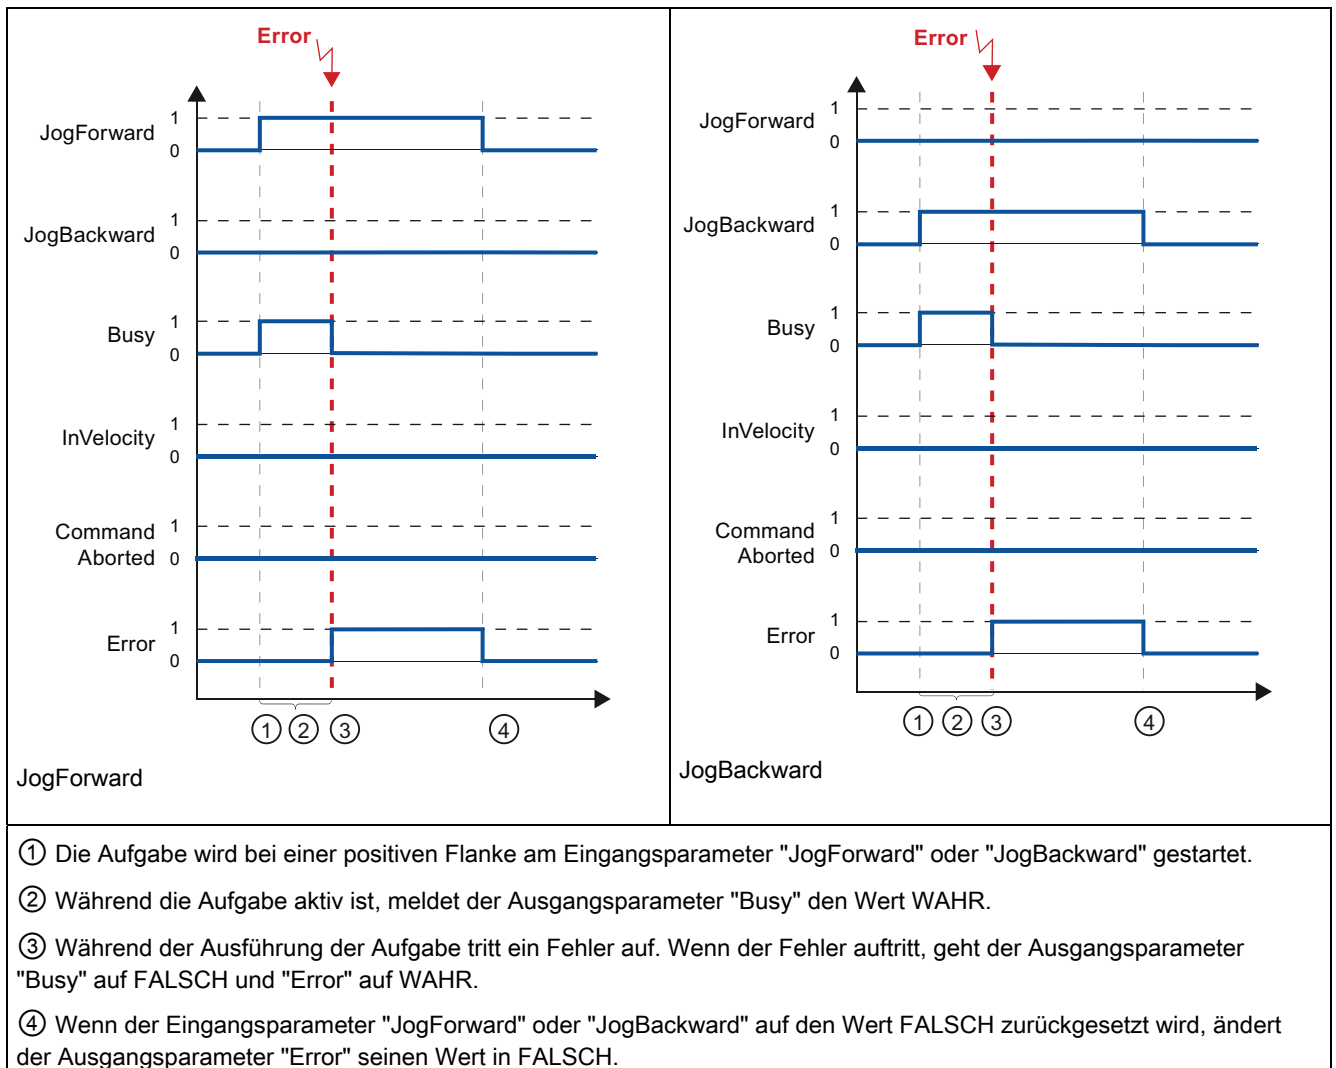 Error
JogForward 1
0
JogBackward 1
0
Busy 1
0
InVelocity 1
0
Command Aborted 1
0
Error 1
0
① ② ③ ④
JogForward
Error
JogForward 1
0
JogBackward 1
0
Busy 1
0
InVelocity 1
0
Command Aborted 1
0
Error 1
0
① ② ③ ④
JogBackward
① Die Aufgabe wird bei einer positiven Flanke am Eingangsparameter "JogForward" oder "JogBackward" gestartet.
② Während die Aufgabe aktiv ist, meldet der Ausgangsparameter "Busy" den Wert WAHR.
③ Während der Ausführung der Aufgabe tritt ein Fehler auf. Wenn der Fehler auftritt, geht der Ausgangsparameter
"Busy" auf FALSCH und "Error" auf WAHR.
④ Wenn der Eingangsparameter "JogForward" oder "JogBackward" auf den Wert FALSCH zurückgesetzt wird, ändert
der Ausgangsparameter "Error" seinen Wert in FALSCH.